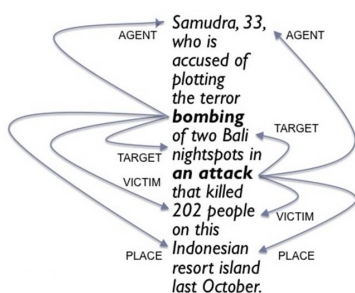 Samudra, 33,
AGENT who is AGENT
accused of
plotting
the terror
bombing
of two Bali TARGET
TARGET nightspots in
an attack
VICTIM that killed
202 people VICTIM
on this
PLACE Indonesian PLACE
resort island
last October.